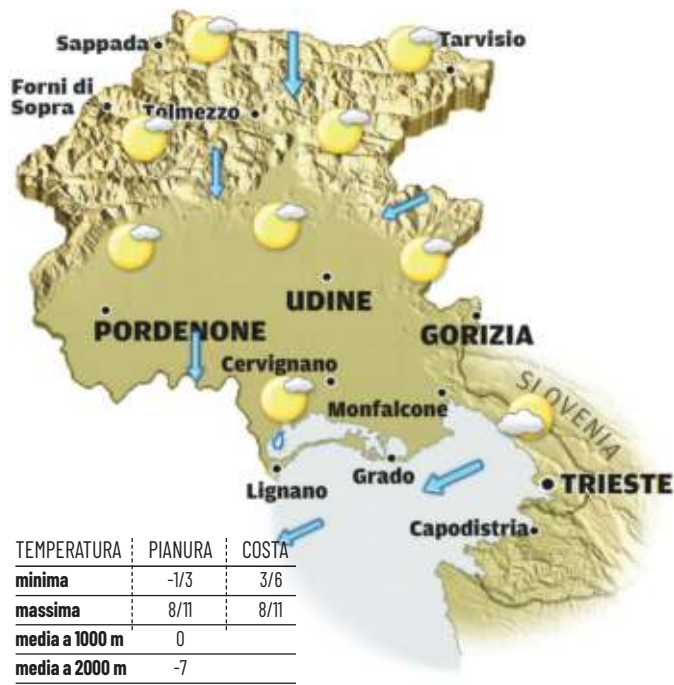 Sappada
Tarvisio
Forni di
Sopra
Tolmezzo
UDINE
PORDENONE
GORIZIA
Cervignano
SLOVENIA
Monfalcone
Grado
Lignano
TRIESTE
Capodistria
TEMPERATURA PIANURA COSTA
minima -1/3 3/6
massima 8/11 8/11
media a 1000 m 0
media a 2000 m -7